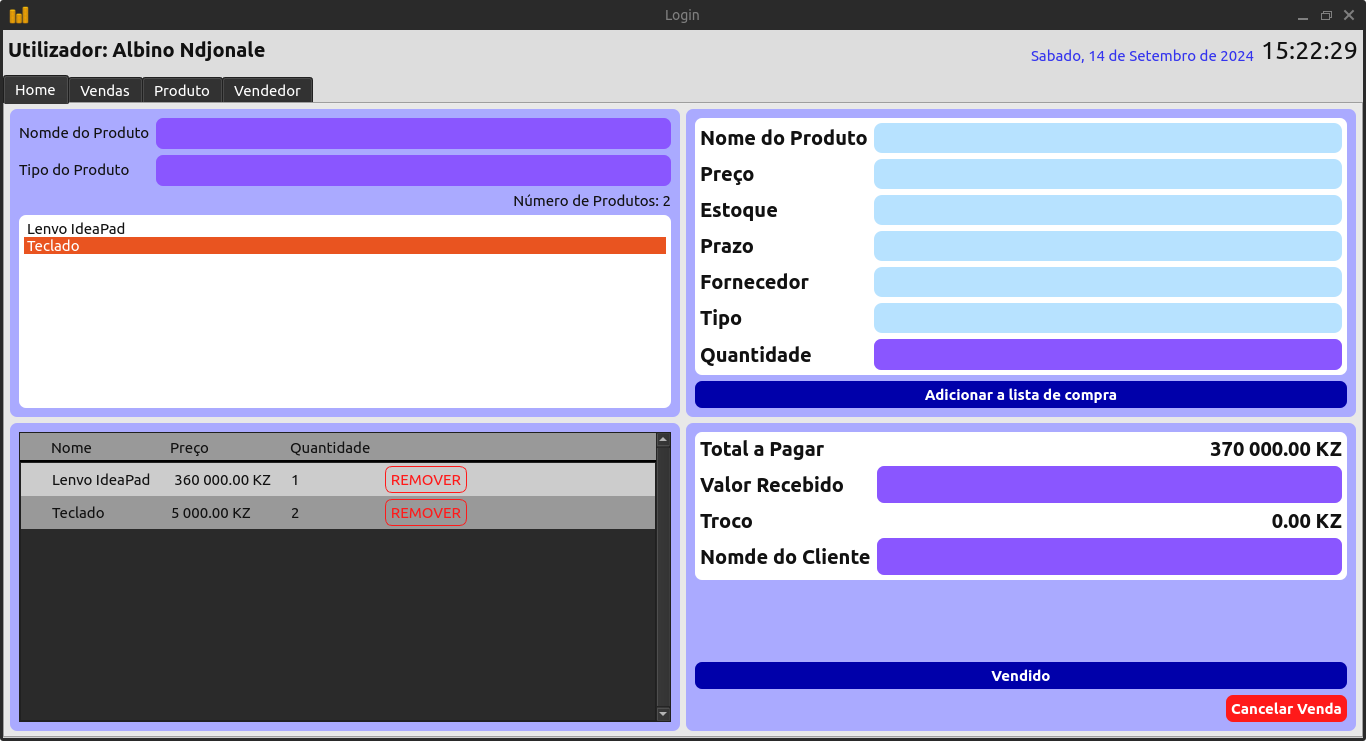 Login
Utilizador: Albino Ndjonale
Sabado, 14 de Setembro de 2024 15:22:29
Home Vendas Produto Vendedor
Nomde do Produto
Tipo do Produto
Número de Produtos: 2
Lenvo IdeaPad
Teclado
Nome do Produto
Preço
Estoque
Prazo
Fornecedor
Tipo
Quantidade
Adicionar a lista de compra
Nome Preço Quantidade
Lenvo IdeaPad 360 000.00 KZ 1 REMOVER
Teclado 5 000.00 KZ 2 REMOVER
Total a Pagar 370 000.00 KZ
Valor Recebido
Troco 0.00 KZ
Nomde do Cliente
Vendido
Cancelar Venda